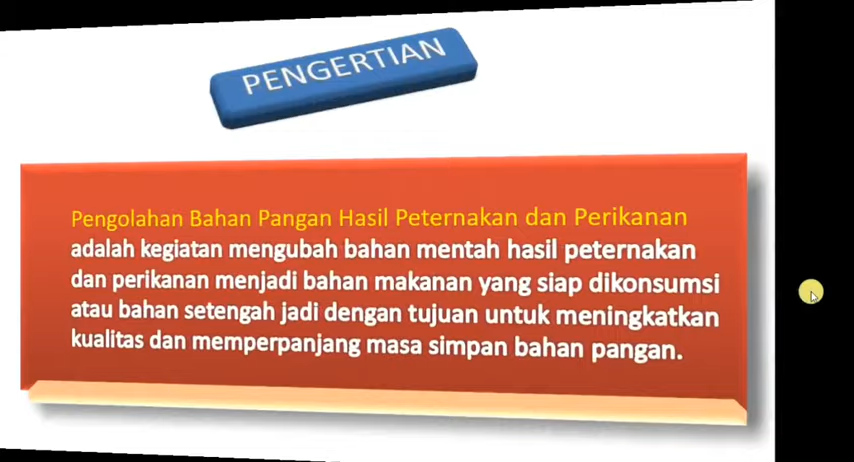 PENGERTIAN
Pengolahan Bahan Pangan Hasil Peternakan dan Perikanan
adalah kegiatan mengubah bahan mentah hasil peternakan
dan perikanan menjadi bahan makanan yang siap dikonsumsi
atau bahan setengah jadi dengan tujuan untuk meningkatkan
kualitas dan memperpanjang masa simpan bahan pangan.